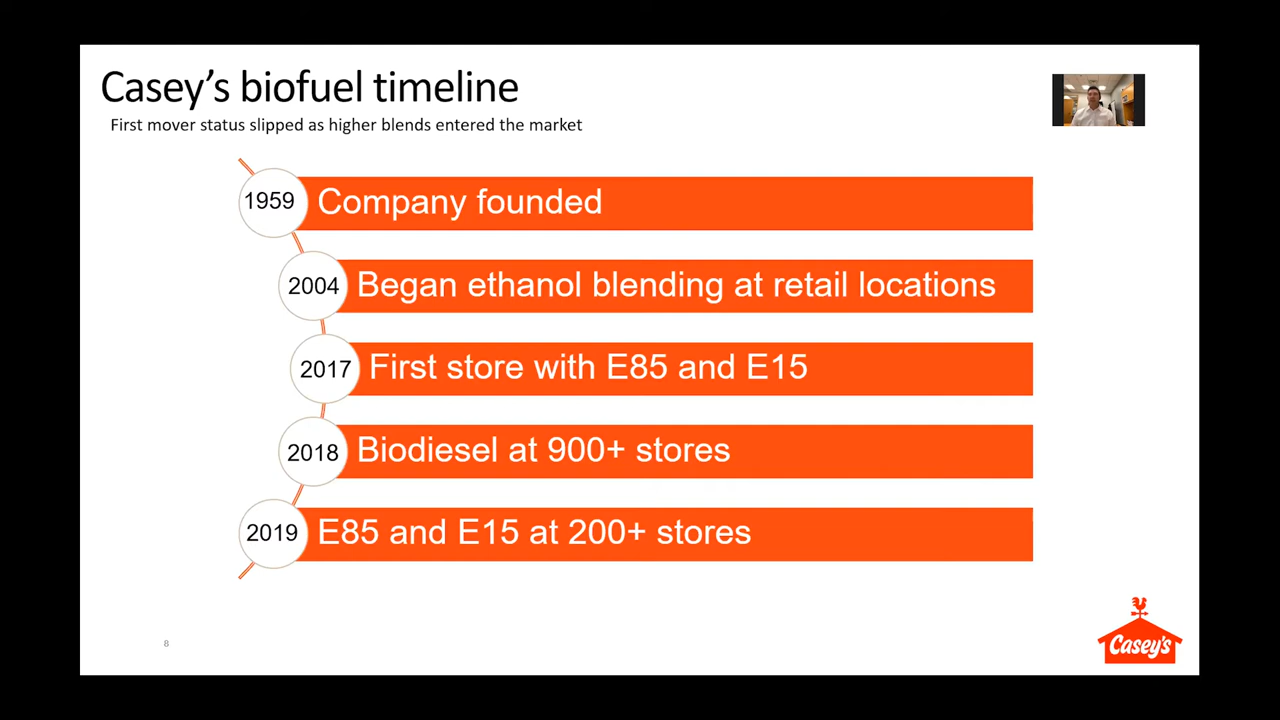 Casey's biofuel timeline
First mover status slipped as higher blends entered the market
1959 Company founded
2004 Began ethanol blending at retail locations
2017 First store with E85 and E15
2018 Biodiesel at 900+ stores
2019 E85 and E15 at 200+ stores
8
Casey's